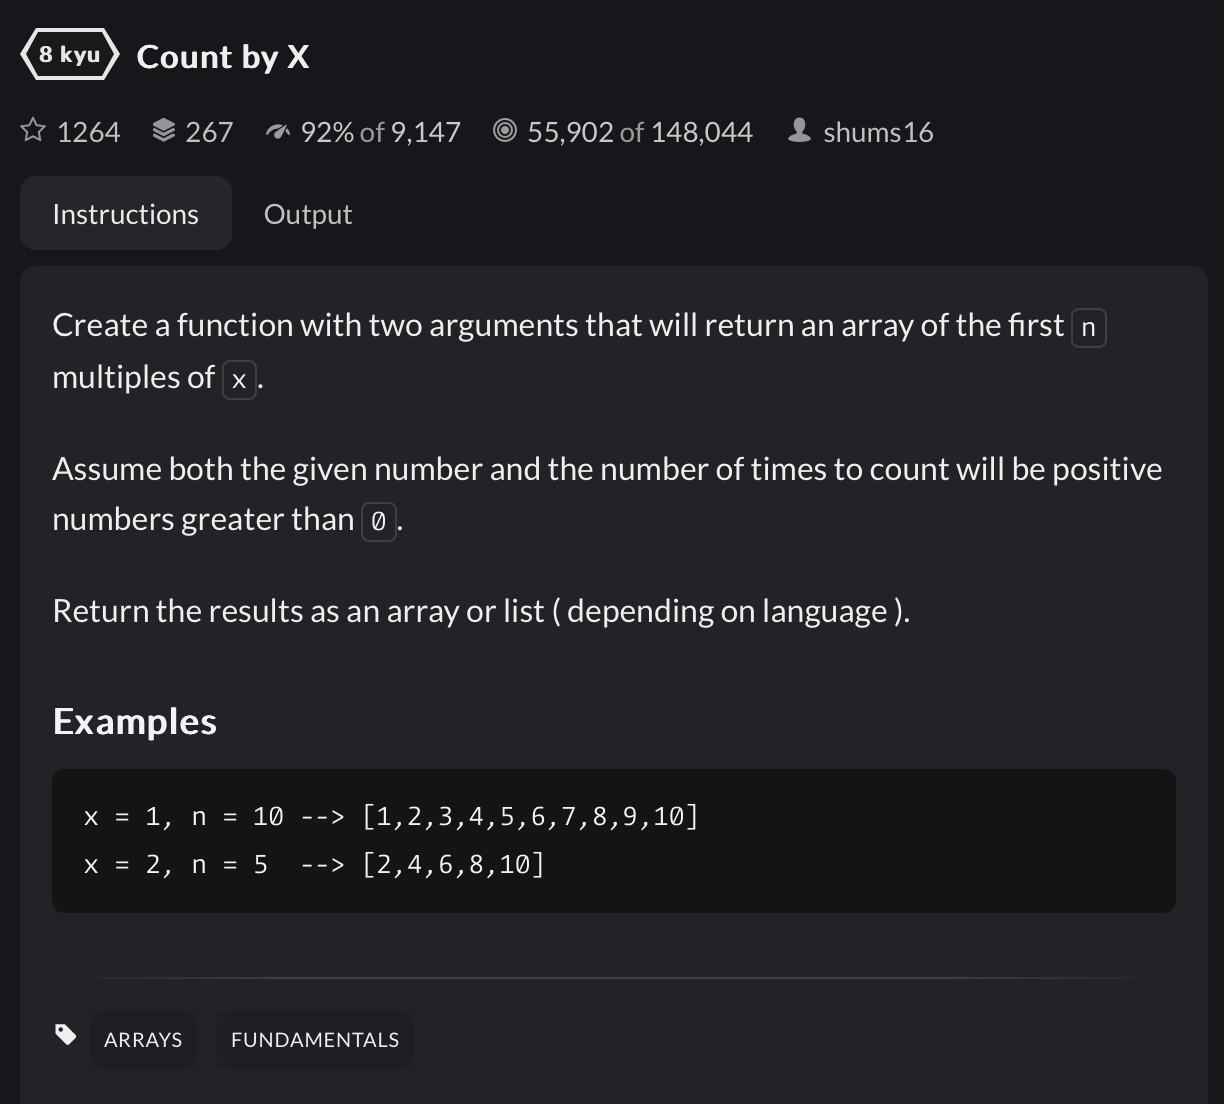 8 kyu Count by X
1264 267 92% of 9,147 55,902 of 148,044 shums16
Instructions Output
Create a function with two arguments that will return an array of the first n
multiples of x.
Assume both the given number and the number of times to count will be positive
numbers greater than 0.
Return the results as an array or list ( depending on language ).
Examples
x = 1, n = 10 --> [1,2,3,4,5,6,7,8,9,10]
x = 2, n = 5  --> [2,4,6,8,10]
ARRAYS FUNDAMENTALS